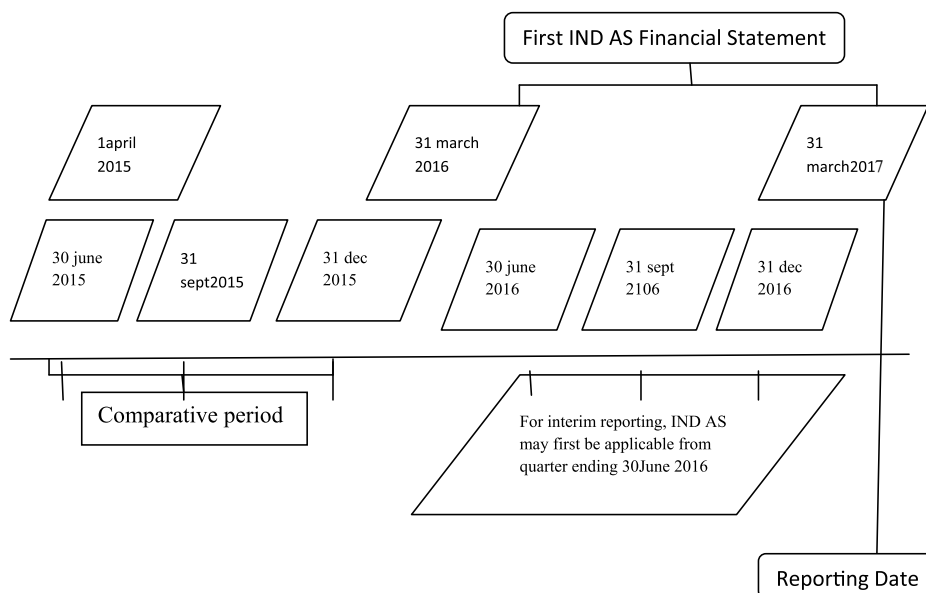 First IND AS Financial Statement
1april
2015
31 march
2016
31
march2017
30 june
2015
31
sept2015
31 dec
2015
30 june
2016
31 sept
2106
31 dec
2016
Comparative period
For interim reporting, IND AS
may first be applicable from
quarter ending 30June 2016
Reporting Date